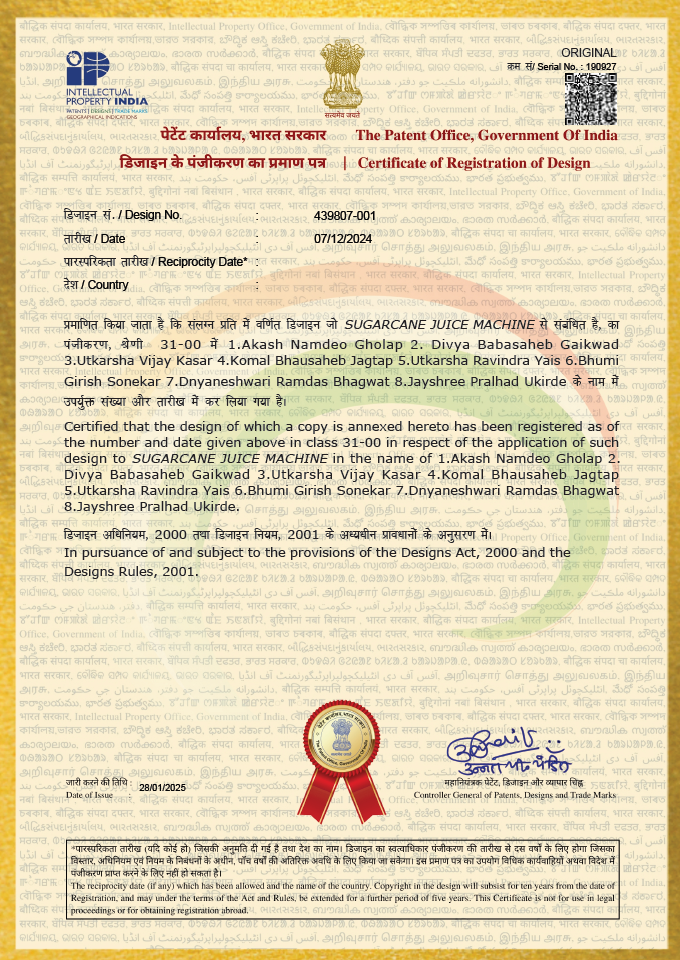 ORIGINAL
क्रम सं/ Serial No. : 190927
INTELLECTUAL
PROPERTY INDIA
PATENTS | DESIGNS | TRADE MARKS
GEOGRAPHICAL INDICATIONS
सत्यमेव जयते
पेटेंट कार्यालय, भारत सरकार The Patent Office, Government Of India
डिजाइन के पंजीकरण का प्रमाण पत्र | Certificate of Registration of Design
डिजाइन सं. / Design No. : 439807-001
तारीख / Date : 07/12/2024
पारस्परिकता तारीख / Reciprocity Date* :
देश / Country :
प्रमाणित किया जाता है कि संलग्न प्रति में वर्णित डिजाइन जो SUGARCANE JUICE MACHINE से संबंधित है, का
पंजीकरण, श्रेणी 31-00 में 1.Akash Namdeo Gholap 2. Divya Babasaheb Gaikwad
3.Utkarsha Vijay Kasar 4.Komal Bhausaheb Jagtap 5.Utkarsha Ravindra Yais 6.Bhumi
Girish Sonekar 7.Dnyaneshwari Ramdas Bhagwat 8.Jayshree Pralhad Ukirde के नाम में
उपर्युक्त संख्या और तारीख में कर लिया गया है।
Certified that the design of which a copy is annexed hereto has been registered as of
the number and date given above in class 31-00 in respect of the application of such
design to SUGARCANE JUICE MACHINE in the name of 1.Akash Namdeo Gholap 2.
Divya Babasaheb Gaikwad 3.Utkarsha Vijay Kasar 4.Komal Bhausaheb Jagtap
5.Utkarsha Ravindra Yais 6.Bhumi Girish Sonekar 7.Dnyaneshwari Ramdas Bhagwat
8.Jayshree Pralhad Ukirde.
डिजाइन अधिनियम, 2000 तथा डिजाइन नियम, 2001 के अध्यधीन प्रावधानों के अनुसरण में।
In pursuance of and subject to the provisions of the Designs Act, 2000 and the
Designs Rules, 2001.
जारी करने की तिथि : 28/01/2025
Date of Issue
महानियंत्रक पेटेंट, डिजाइन और व्यापार चिह्न
Controller General of Patents, Designs and Trade Marks
*पारस्परिकता तारीख (यदि कोई हो) जिसकी अनुमति दी गई है तथा देश का नाम। डिजाइन का स्वत्वाधिकार पंजीकरण की तारीख से दस वर्षों के लिए होगा जिसका
विस्तार, अधिनियम एवं नियम के निबंधनों के अधीन, पाँच वर्षों की अतिरिक्त अवधि के लिए किया जा सकेगा। इस प्रमाण पत्र का उपयोग विधिक कार्यवाहियों अथवा विदेश में
पंजीकरण प्राप्त करने के लिए नहीं हो सकता है।
The reciprocity date (if any) which has been allowed and the name of the country. Copyright in the design will subsist for ten years from the date of
Registration, and may under the terms of the Act and Rules, be extended for a further period of five years. This Certificate is not for use in legal
proceedings or for obtaining registration abroad.